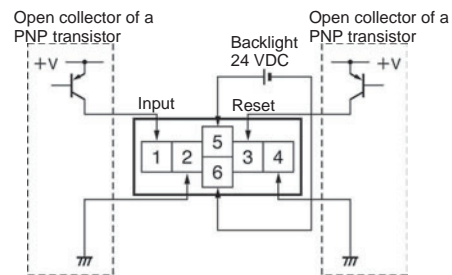 Open collector of a
PNP transistor
Open collector of a
PNP transistor
Backlight
24 VDC
+V
+V
Input
Reset
1
2
5
6
3
4